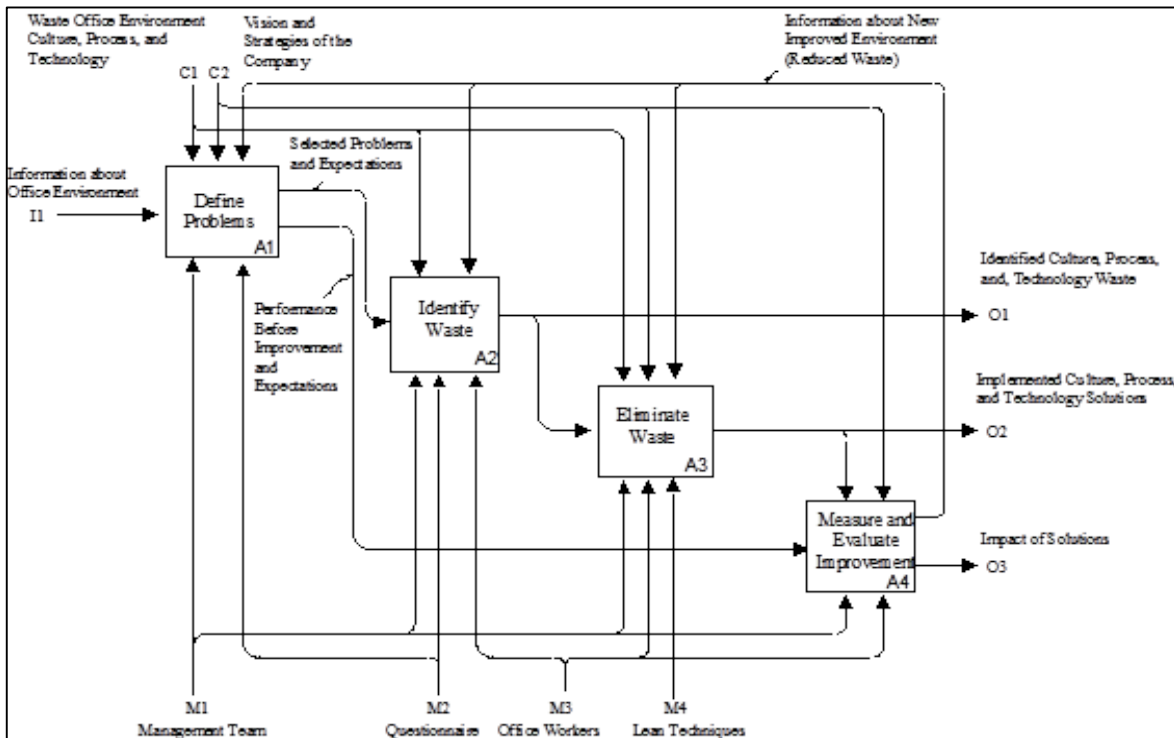 Waste Office Environment
Culture, Process, and
Technology
Vision and
Strategies of the
Company
Information about New
Improved Environment
(Reduced Waste)
C1 C2
Selected Problems
and Expectations
Information about
Office Environment
I1
Define
Problems
A1
Identified Culture, Process,
and, Technology Waste
O1
Performance
Before
Improvement
and
Expectations
Identify
Waste
A2
Implemented Culture, Process,
and Technology Solutions
O2
Eliminate
Waste
A3
Measure and
Evaluate
Improvement
A4
Impact of Solutions
O3
M1
Management Team
M2
Questionnaire
M3
Office Workers
M4
Lean Techniques